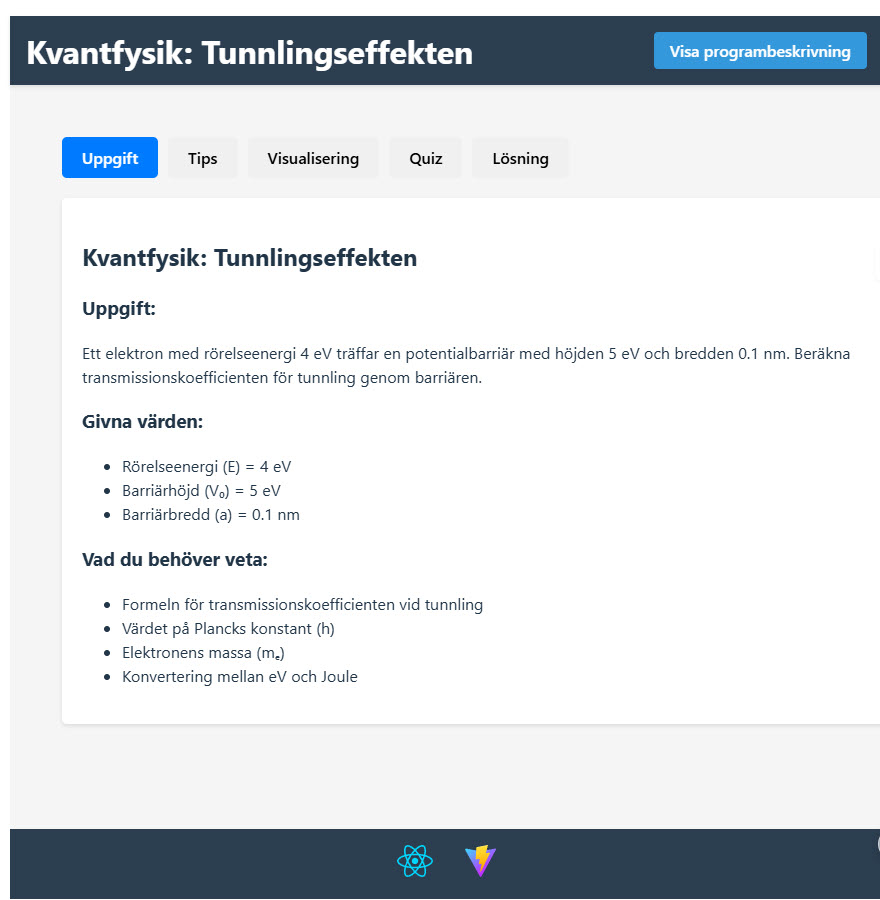 Kvantfysik: Tunnlingseffekten
Visa programbeskrivning
Uppgift
Tips
Visualisering
Quiz
Lösning
Kvantfysik: Tunnlingseffekten
Uppgift:
Ett elektron med rörelseenergi 4 eV träffar en potentialbarriär med höjden 5 eV och bredden 0.1 nm. Beräkna
transmissionskoefficienten för tunnling genom barriären.
Givna värden:
• Rörelseenergi (E) = 4 eV
• Barriärhöjd (V₀) = 5 eV
• Barriärbredd (a) = 0.1 nm
Vad du behöver veta:
• Formeln för transmissionskoefficienten vid tunnling
• Värdet på Plancks konstant (h)
• Elektronens massa (mₑ)
• Konvertering mellan eV och Joule